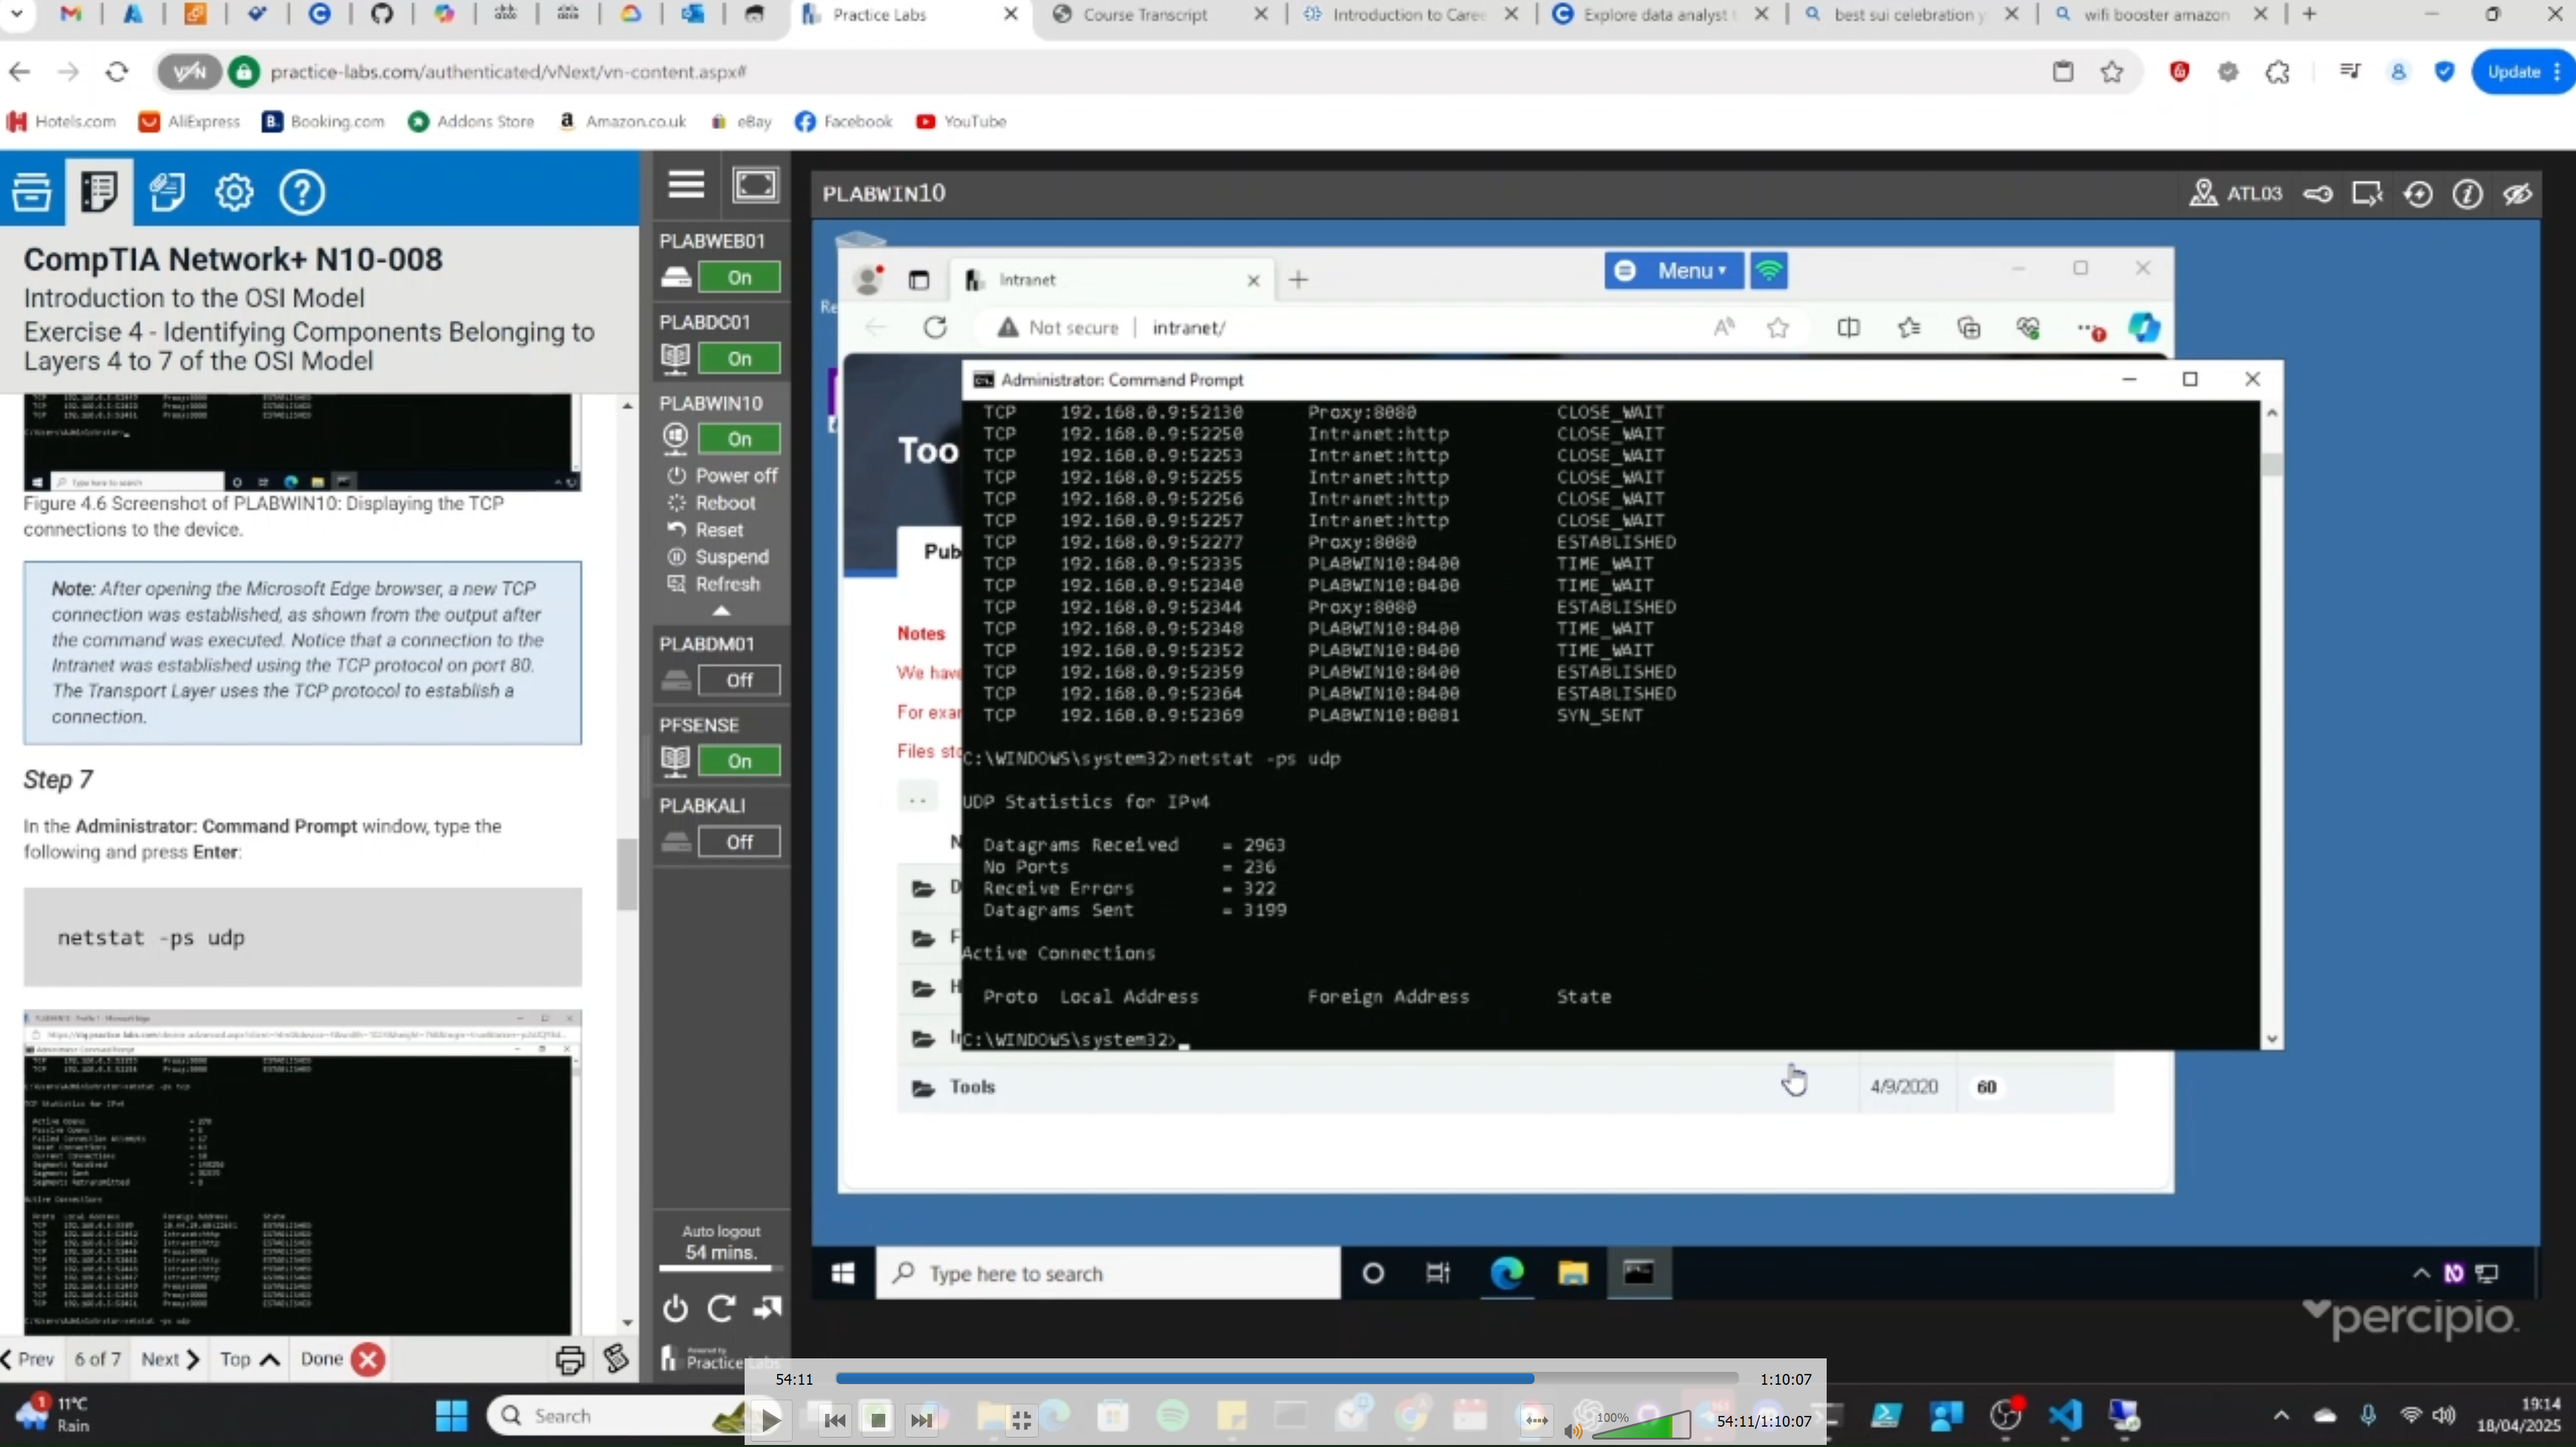 Practice Labs
Course Transcript
Introduction to Caree
Explore data analyst t
best sui celebration y
wifi booster amazon
VPN
practice-labs.com/authenticated/vNext/vn-content.aspx#
Update
Hotels.com
AliExpress
Booking.com
Addons Store
Amazon.co.uk
eBay
Facebook
YouTube
CompTIA Network+ N10-008
Introduction to the OSI Model
Exercise 4 - Identifying Components Belonging to
Layers 4 to 7 of the OSI Model
Type here to search
Figure 4.6 Screenshot of PLABWIN10: Displaying the TCP
connections to the device.
Note: After opening the Microsoft Edge browser, a new TCP
connection was established, as shown from the output after
the command was executed. Notice that a connection to the
Intranet was established using the TCP protocol on port 80.
The Transport Layer uses the TCP protocol to establish a
connection.
Step 7
In the Administrator: Command Prompt window, type the
following and press Enter:
netstat -ps udp
Prev
6 of 7
Next
Top
Done
PLABWEB01
On
PLABDC01
On
PLABWIN10
On
Power off
Reboot
Reset
Suspend
Refresh
PLABDM01
Off
PFSENSE
On
PLABKALI
Off
Auto logout
54 mins.
Powered by
Practice Labs
PLABWIN10
ATL03
Re
Intranet
Menu
Not secure
intranet/
Too
Pub
Notes
We have
For exar
Files sto
..
N
D
F
H
In
Tools
4/9/2020
60
Administrator: Command Prompt
TCP 192.168.0.9:52130 Proxy:8080 CLOSE_WAIT
TCP 192.168.0.9:52250 Intranet:http CLOSE_WAIT
TCP 192.168.0.9:52253 Intranet:http CLOSE_WAIT
TCP 192.168.0.9:52255 Intranet:http CLOSE_WAIT
TCP 192.168.0.9:52256 Intranet:http CLOSE_WAIT
TCP 192.168.0.9:52257 Intranet:http CLOSE_WAIT
TCP 192.168.0.9:52277 Proxy:8080 ESTABLISHED
TCP 192.168.0.9:52335 PLABWIN10:8400 TIME_WAIT
TCP 192.168.0.9:52340 PLABWIN10:8400 TIME_WAIT
TCP 192.168.0.9:52344 Proxy:8080 ESTABLISHED
TCP 192.168.0.9:52348 PLABWIN10:8400 TIME_WAIT
TCP 192.168.0.9:52352 PLABWIN10:8400 TIME_WAIT
TCP 192.168.0.9:52359 PLABWIN10:8400 ESTABLISHED
TCP 192.168.0.9:52364 PLABWIN10:8400 ESTABLISHED
TCP 192.168.0.9:52369 PLABWIN10:8081 SYN_SENT
C:\WINDOWS\system32>netstat -ps udp
UDP Statistics for IPv4
Datagrams Received = 2963
No Ports = 236
Receive Errors = 322
Datagrams Sent = 3199
Active Connections
Proto Local Address Foreign Address State
C:\WINDOWS\system32>
Type here to search
percipio
54:11
1:10:07
100%
54:11/1:10:07
1
11°C
Rain
Search
19:14
18/04/2025